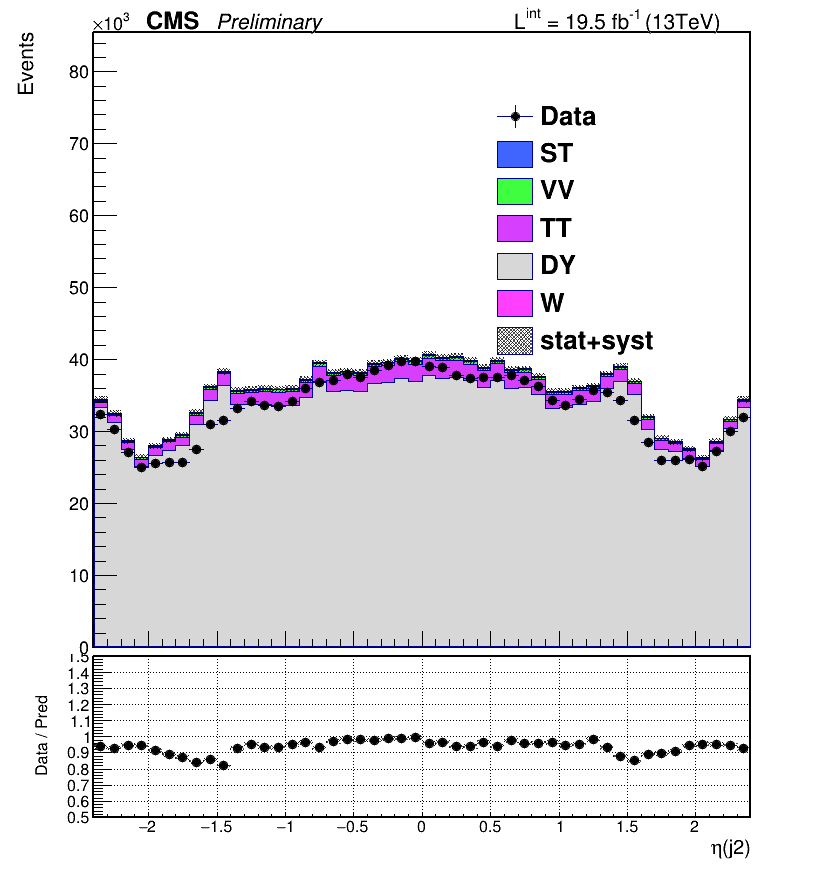 ×10³ CMS Preliminary L^int = 19.5 fb⁻¹ (13TeV)
Events
80
70
60
50
40
30
20
10
0
Data
ST
VV
TT
DY
W
stat+syst
Data / Pred
1.5
1.4
1.3
1.2
1.1
1
0.9
0.8
0.7
0.6
0.5
−2 −1.5 −1 −0.5 0 0.5 1 1.5 2
η(j2)